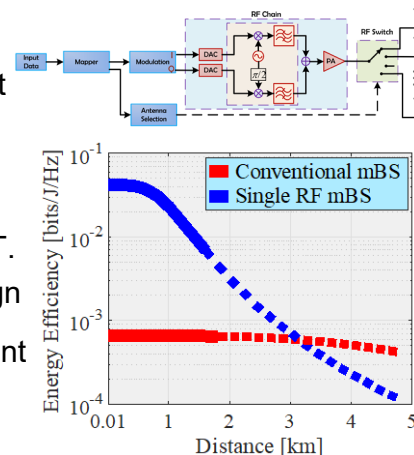 RF Chain
RF Switch
Input Data
Mapper
Modulation
DAC
DAC
π/2
PA
Antenna Selection
t
T.
gn
ent
Conventional mBS
Single RF mBS
Energy Efficiency [bits/J/Hz]
10^-1
10^-2
10^-3
10^-4
0.01 1 2 3 4 5
Distance [km]